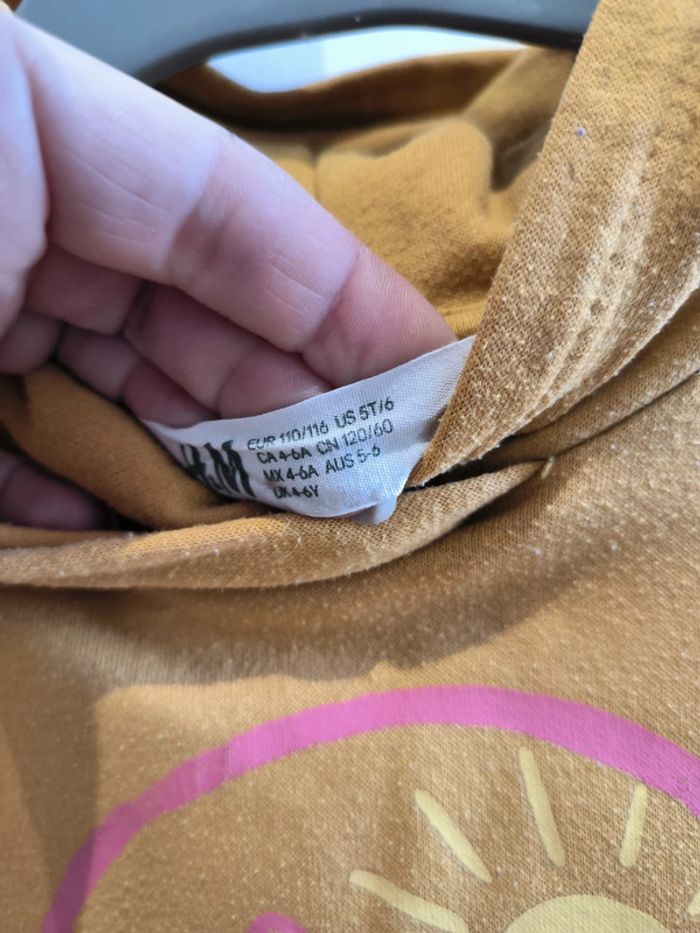 H&M
EUR 110/116 US 5T/6
CA 4-6A CN 120/60
MX 4-6A AUS 5-6
UK 4-6Y